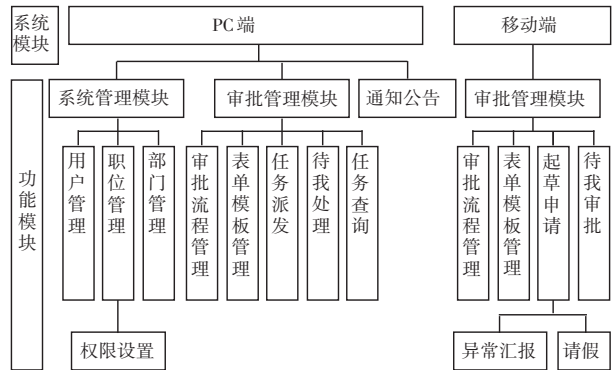 系统
模块
PC端
移动端
功能模块
系统管理模块
审批管理模块
通知公告
审批管理模块
用户管理
职位管理
部门管理
审批流程管理
表单模板管理
任务派发
待我处理
任务查询
审批流程管理
表单模板管理
起草申请
待我审批
权限设置
异常汇报
请假